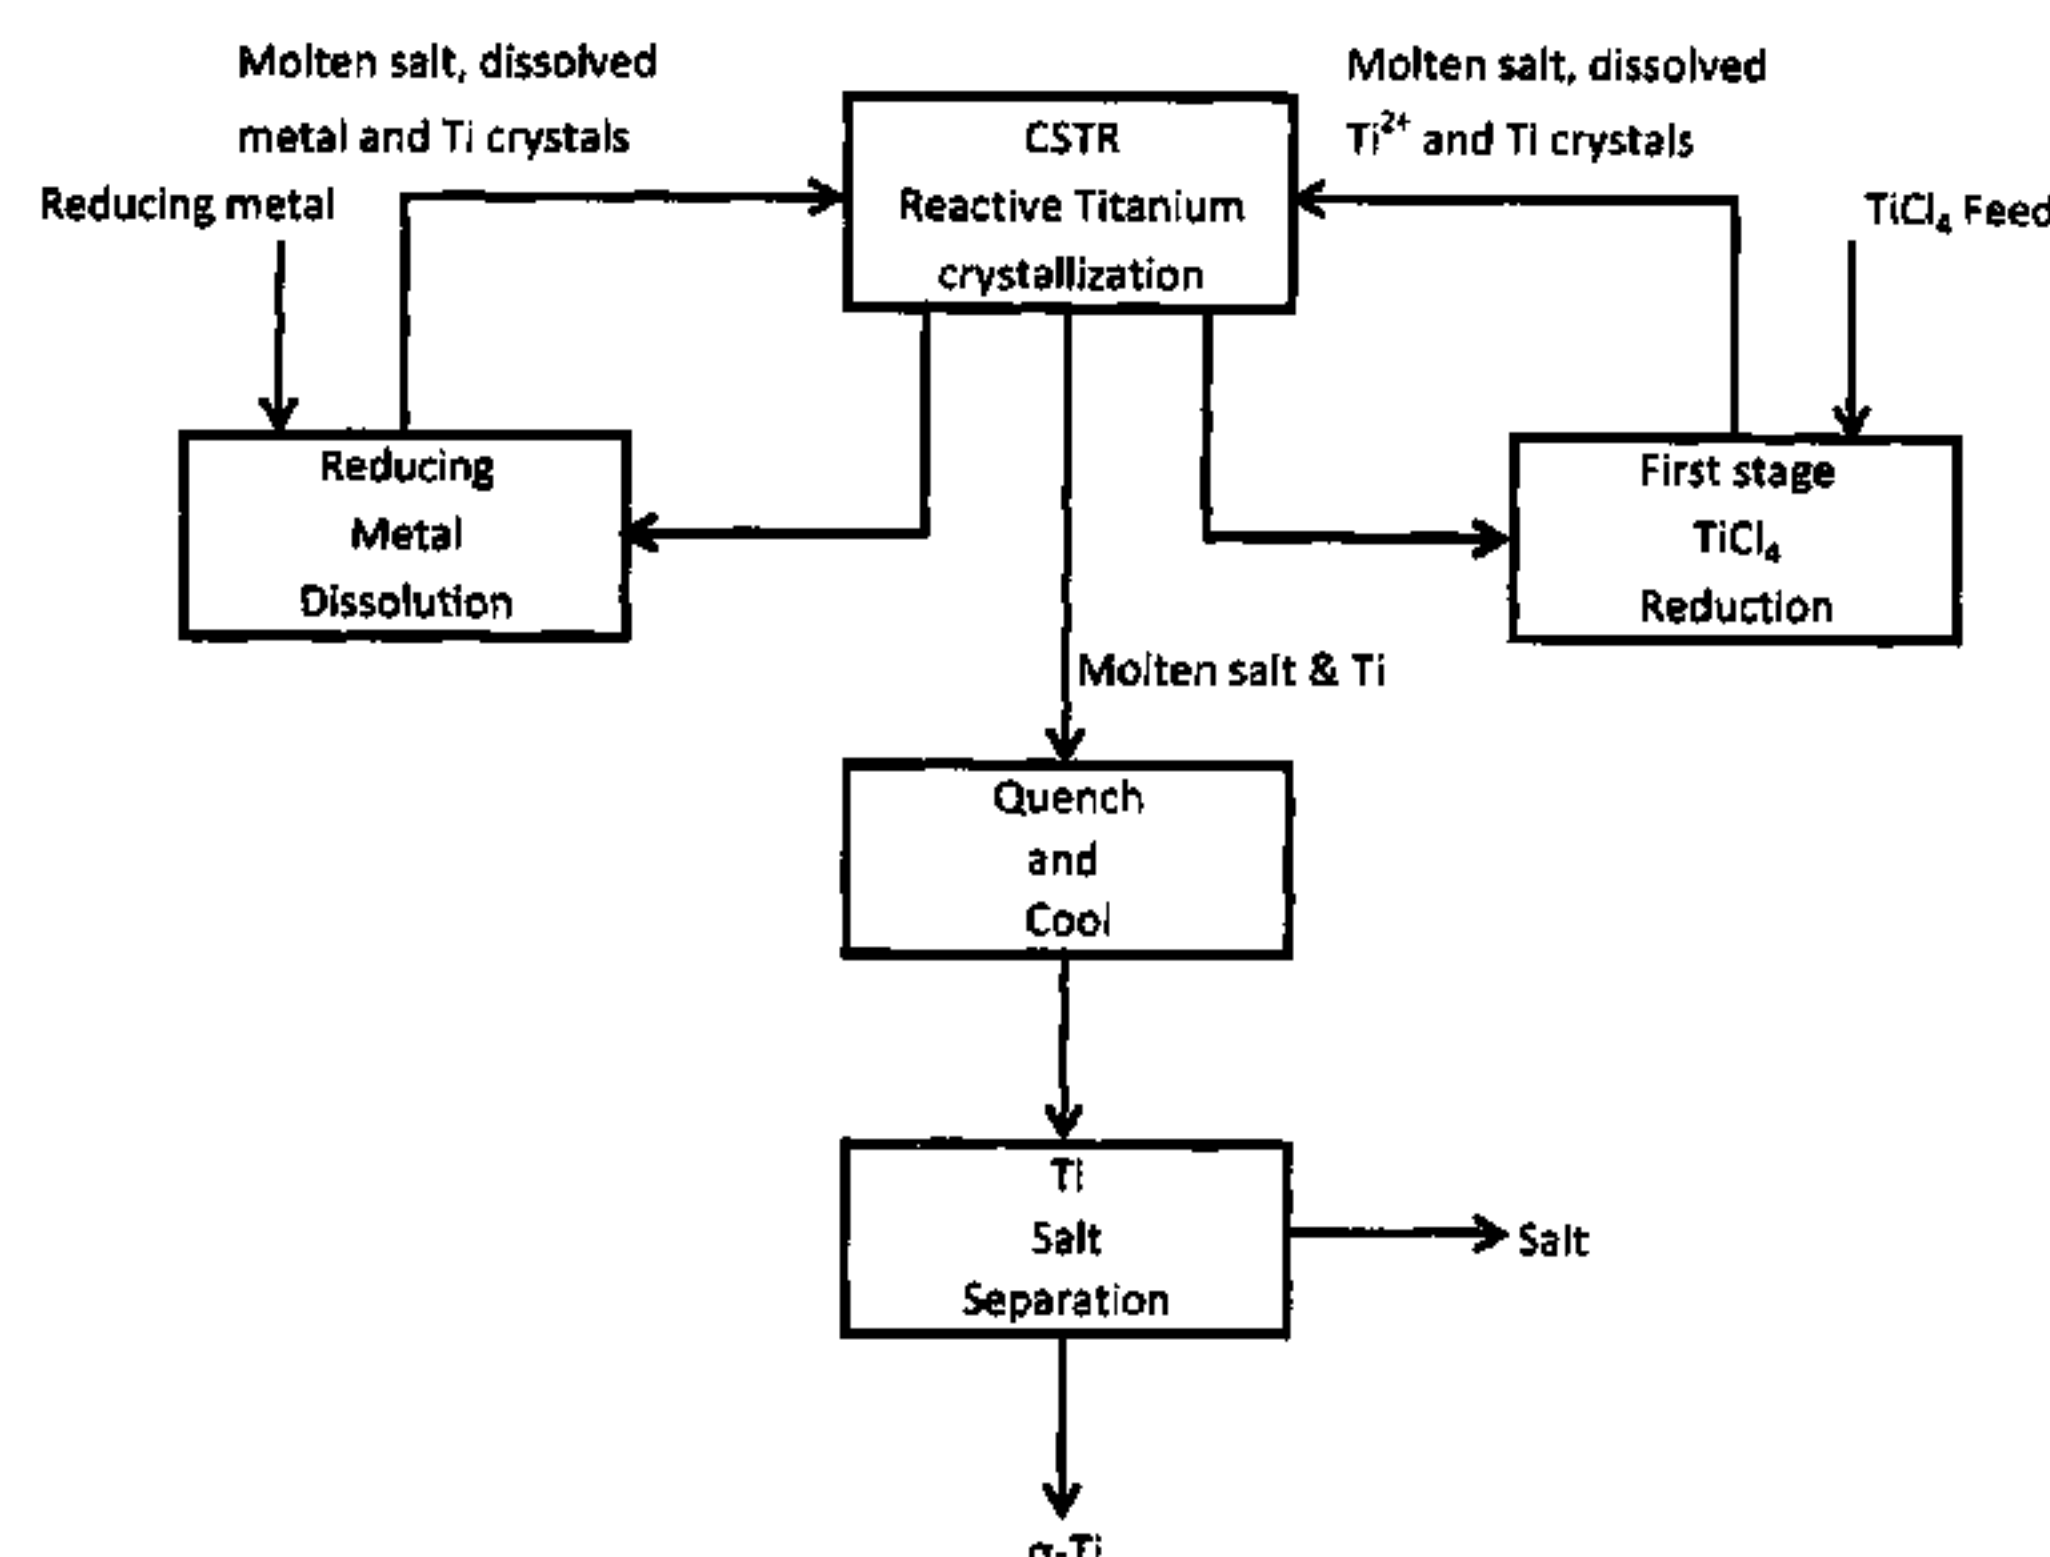 Molten salt, dissolved
metal and Ti crystals
Molten salt, dissolved
Ti²⁺ and Ti crystals
Reducing metal
TiCl₄ Feed
CSTR
Reactive Titanium
crystallization
Reducing
Metal
Dissolution
First stage
TiCl₄
Reduction
Molten salt & Ti
Quench
and
Cool
Ti
Salt
Separation
Salt
α-Ti